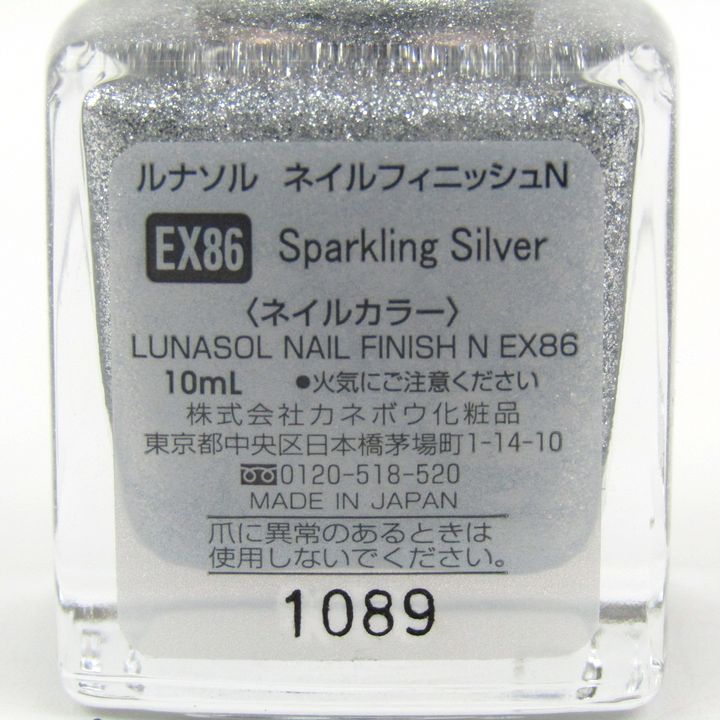 ルナソル ネイルフィニッシュN
EX86 Sparkling Silver
〈ネイルカラー〉
LUNASOL NAIL FINISH N EX86
10mL ●火気にご注意ください
株式会社カネボウ化粧品
東京都中央区日本橋茅場町1-14-10
0120-518-520
MADE IN JAPAN
爪に異常のあるときは
使用しないでください。
1089